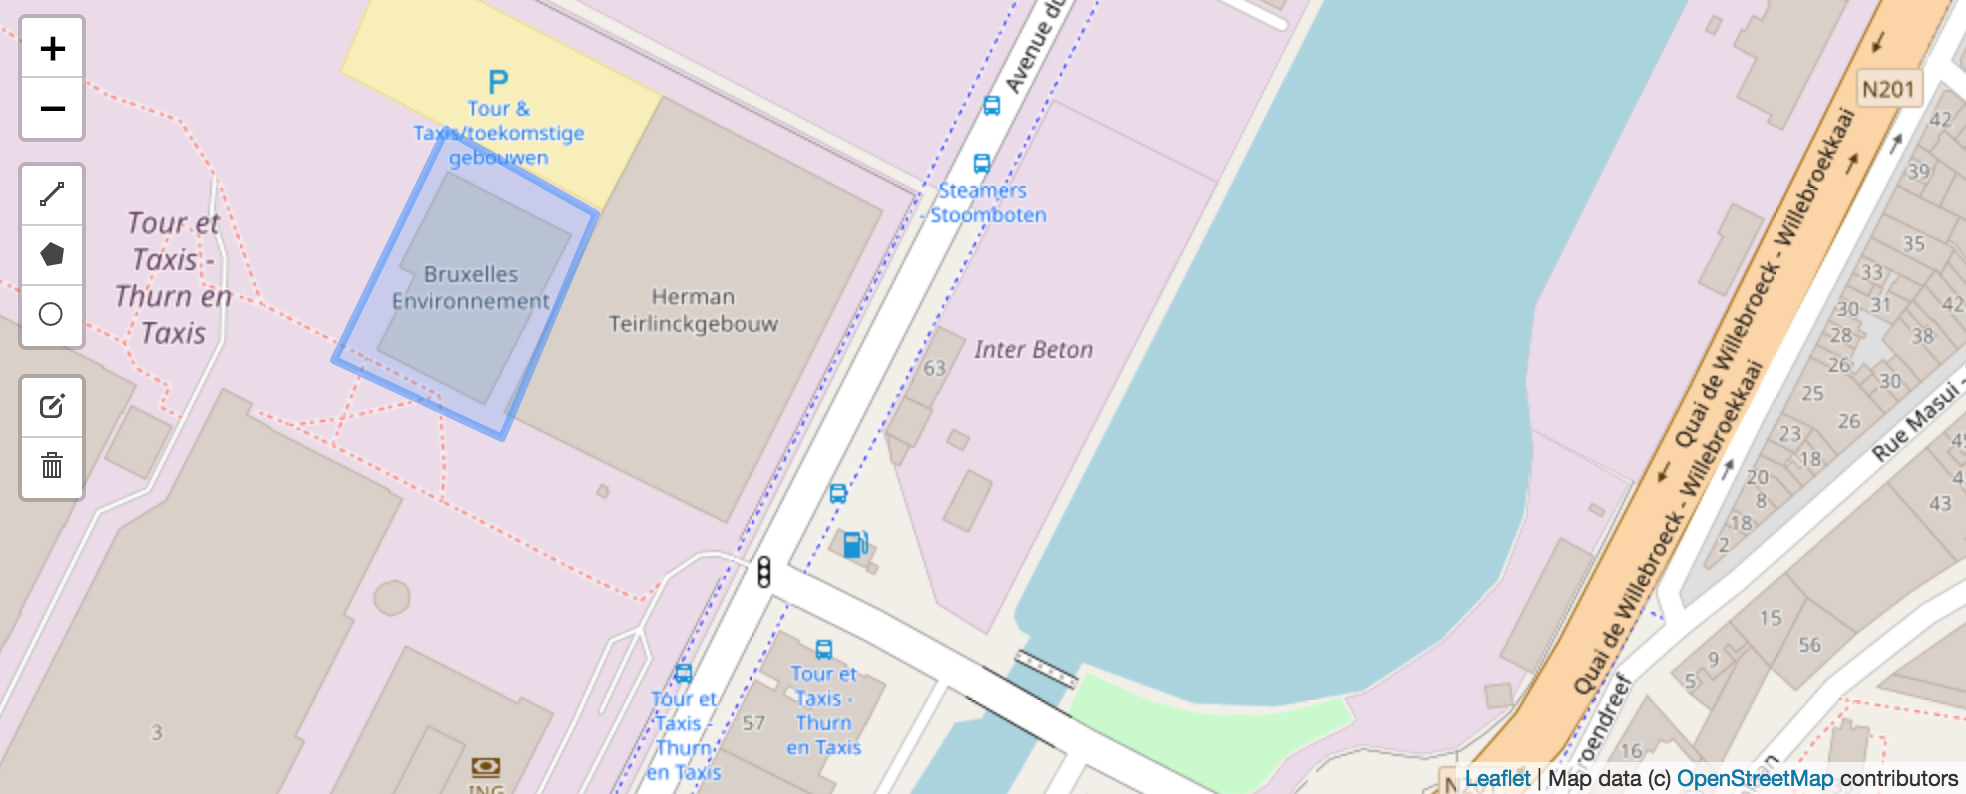 +
−
P
Tour &
Taxis/toekomstige
gebouwen
Avenue du
Steamers
- Stoomboten
Tour et
Taxis -
Thurn en
Taxis
Bruxelles
Environnement
Herman
Teirlinckgebouw
Inter Beton
63
N201
Quai de Willebroeck - Willebroekkaai
Quai de Willebroeck - Willebroekkaai
42
39
35
33
31
30
42
28
38
26
30
25
26
23
18
20
8
18
2
43
Rue Masui -
15
56
9
5
16
Groendreef
3
57
Tour et
Taxis -
Thurn
en Taxis
Tour et
Taxis -
Thurn
en Taxis
ING
Leaflet | Map data (c) OpenStreetMap contributors